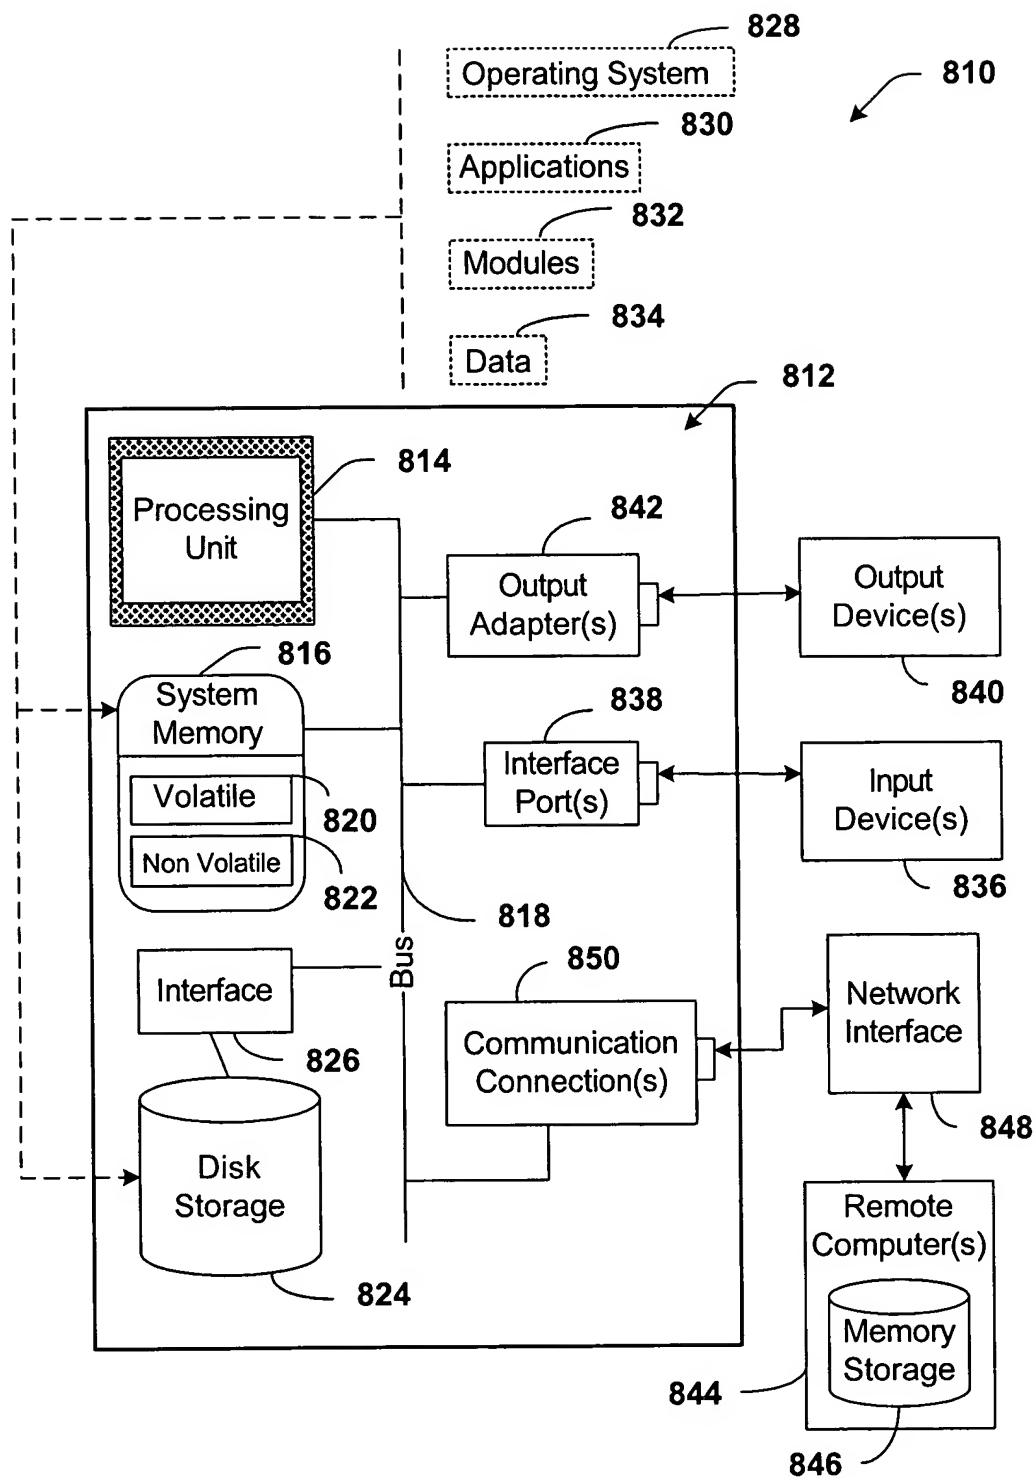 828
Operating System
810
830
Applications
832
Modules
834
Data
812
814
Processing
Unit
842
Output
Adapter(s)
Output
Device(s)
840
816
System
Memory
838
Interface
Port(s)
Input
Device(s)
836
Volatile
820
Non Volatile
822
818
Bus
850
Interface
826
Communication
Connection(s)
Network
Interface
848
Disk
Storage
824
Remote
Computer(s)
Memory
Storage
844
846